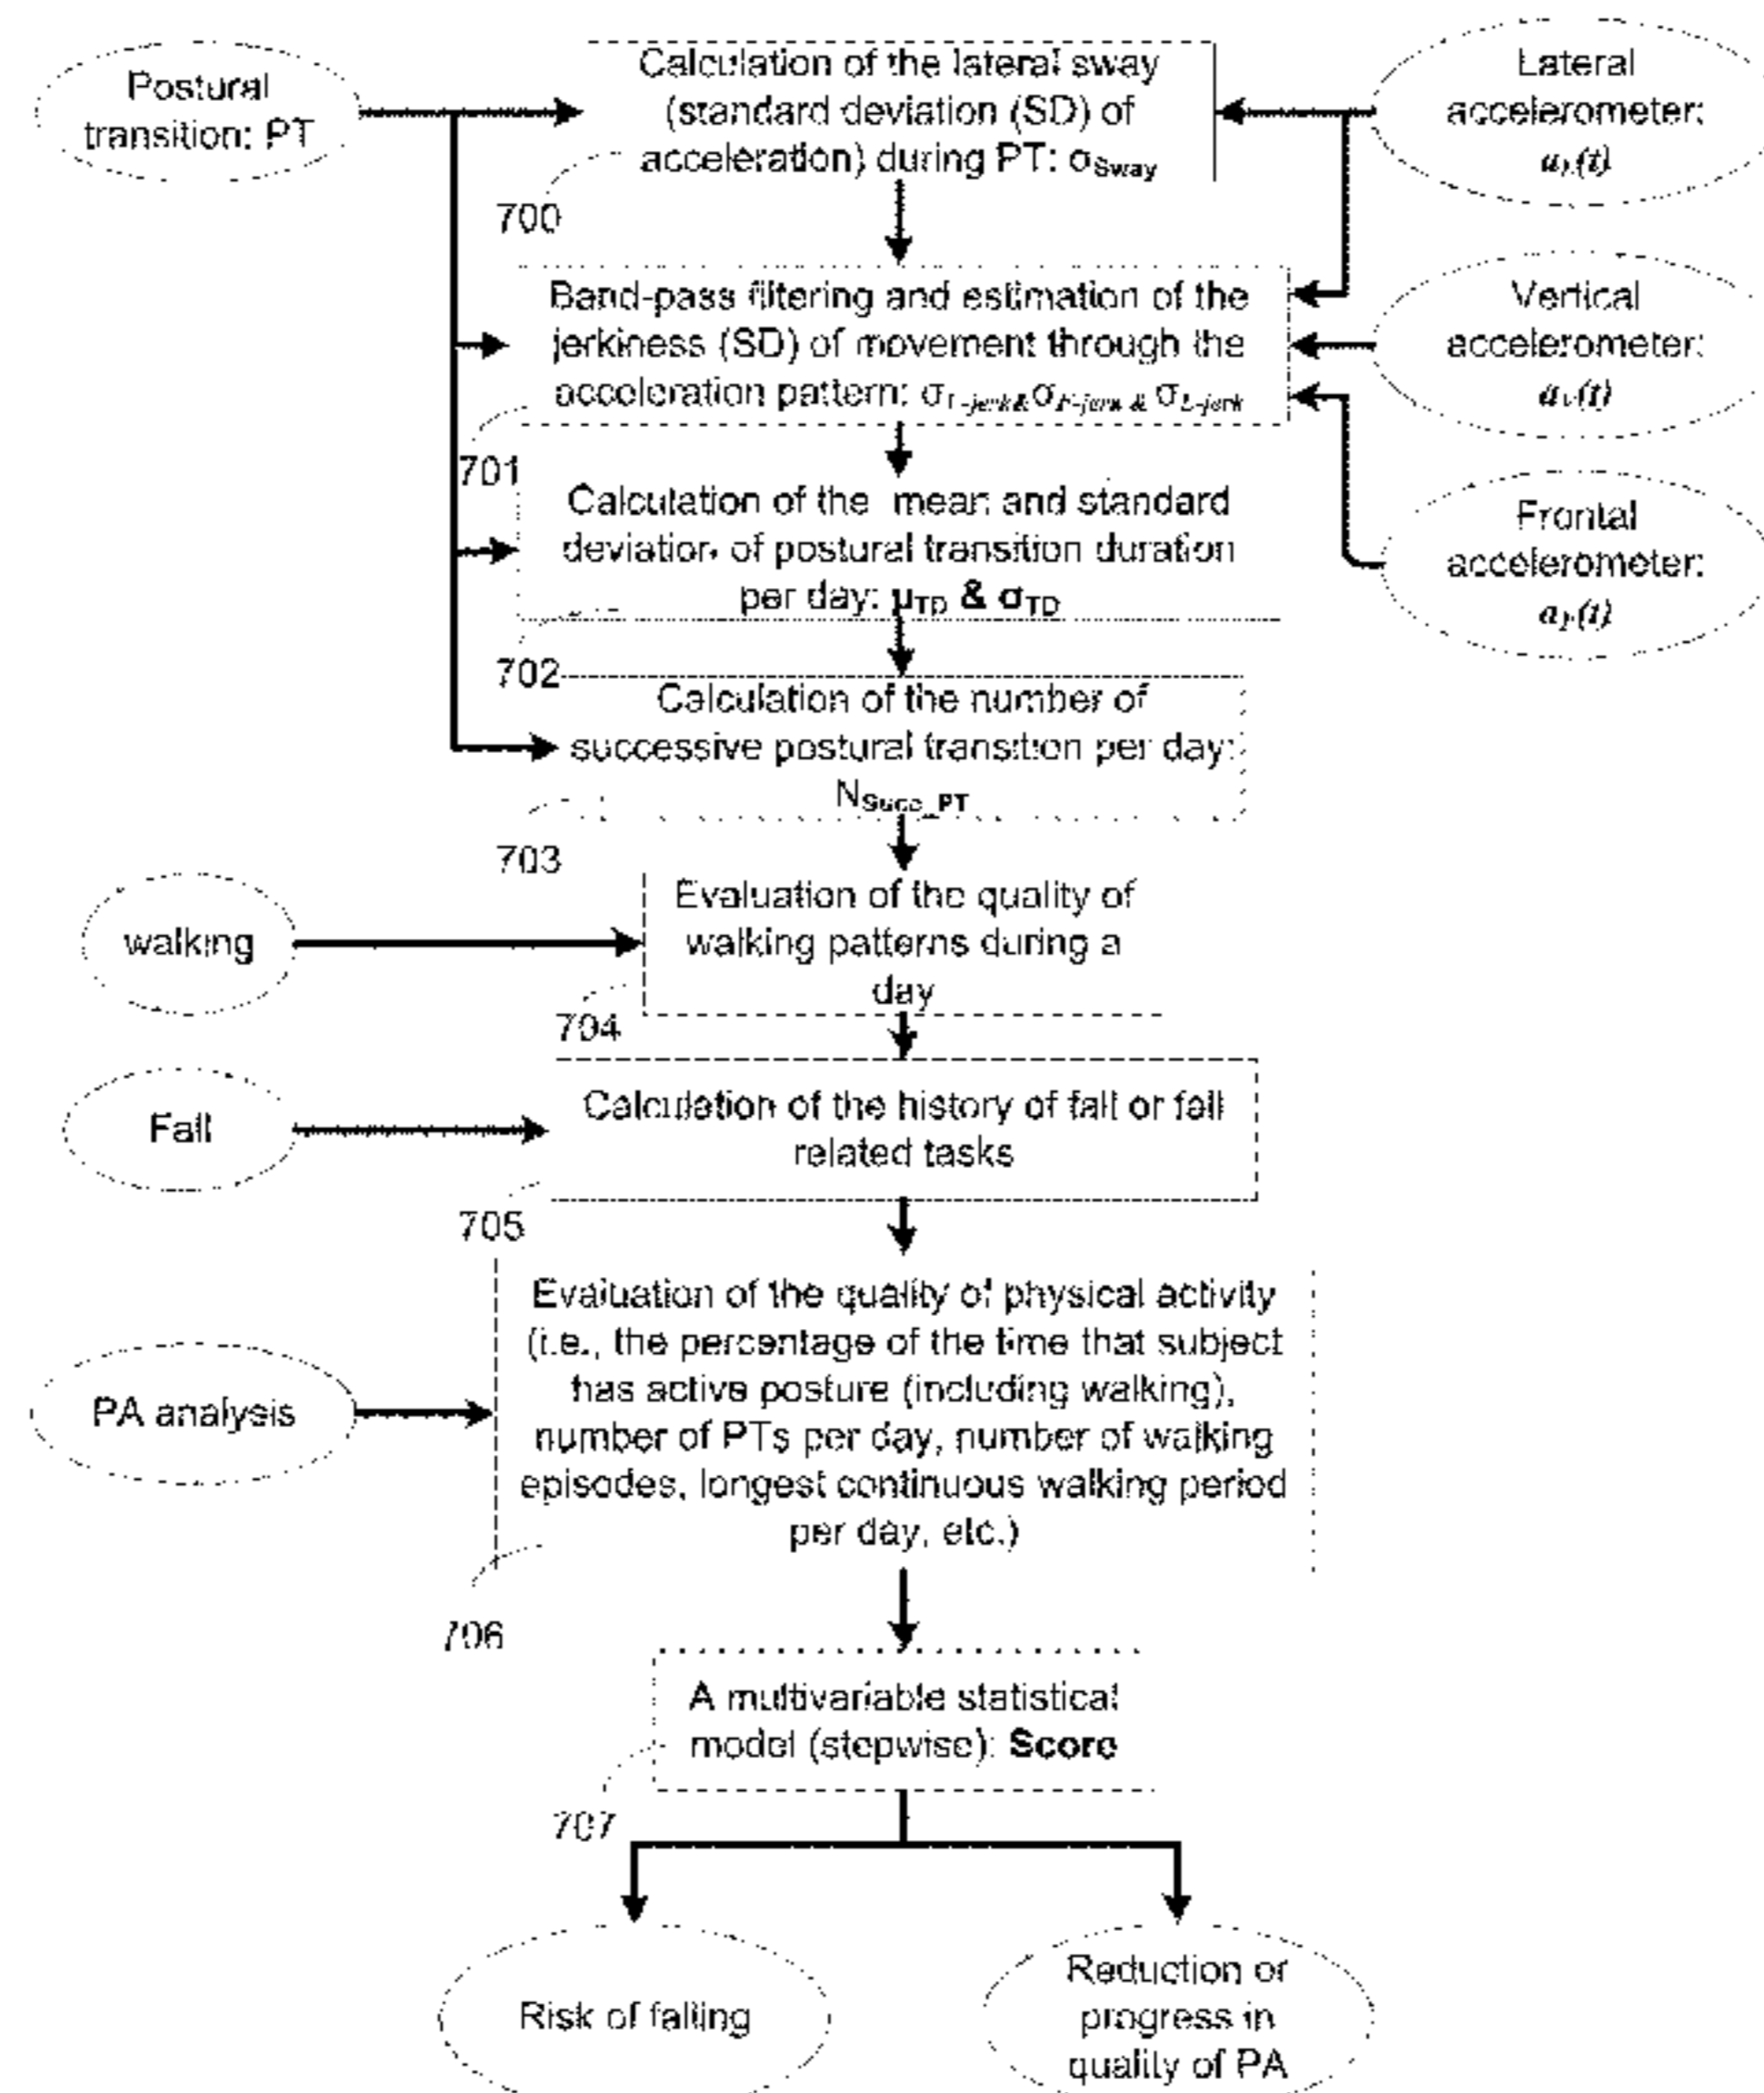 Postural
transition: PT
Calculation of the lateral sway
(standard deviation (SD) of
acceleration) during PT: σSway
700
Lateral
accelerometer:
Band-pass filtering and estimation of the
jerkiness (SD) of movement through the
acceleration pattern:
701
Vertical
accelerometer:
Calculation of the mean and standard
deviation of postural transition duration
per day: μTD & σTD
702
Frontal
accelerometer:
Calculation of the number of
successive postural transition per day:
NSucc_PT
703
walking
Evaluation of the quality of
walking patterns during a
day
704
Fall
Calculation of the history of fall or fall
related tasks
705
PA analysis
Evaluation of the quality of physical activity
(i.e., the percentage of the time that subject
has active posture (including walking),
number of PTs per day, number of walking
episodes, longest continuous walking period
per day, etc.)
706
A multivariable statistical
model (stepwise): Score
707
Risk of falling
Reduction or
progress in
quality of PA